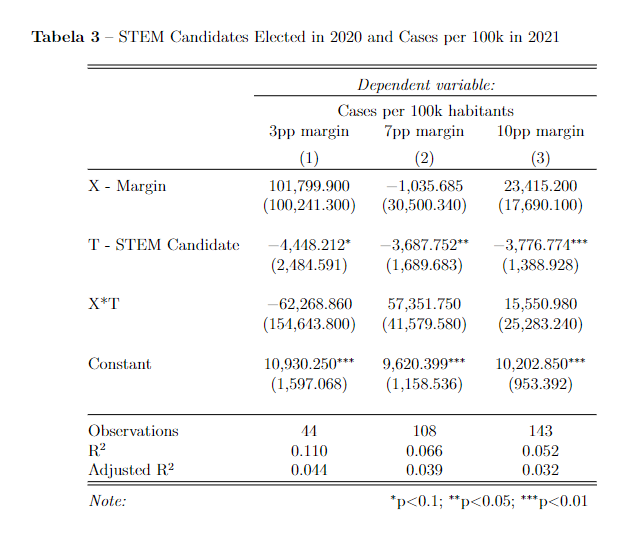 Tabela 3 – STEM Candidates Elected in 2020 and Cases per 100k in 2021
Dependent variable:
Cases per 100k habitants
3pp margin 7pp margin 10pp margin
(1) (2) (3)
X - Margin 101,799.900 −1,035.685 23,415.200
(100,241.300) (30,500.340) (17,690.100)
T - STEM Candidate −4,448.212* −3,687.752** −3,776.774***
(2,484.591) (1,689.683) (1,388.928)
X*T −62,268.860 57,351.750 15,550.980
(154,643.800) (41,579.580) (25,283.240)
Constant 10,930.250*** 9,620.399*** 10,202.850***
(1,597.068) (1,158.536) (953.392)
Observations 44 108 143
R² 0.110 0.066 0.052
Adjusted R² 0.044 0.039 0.032
Note: *p<0.1; **p<0.05; ***p<0.01